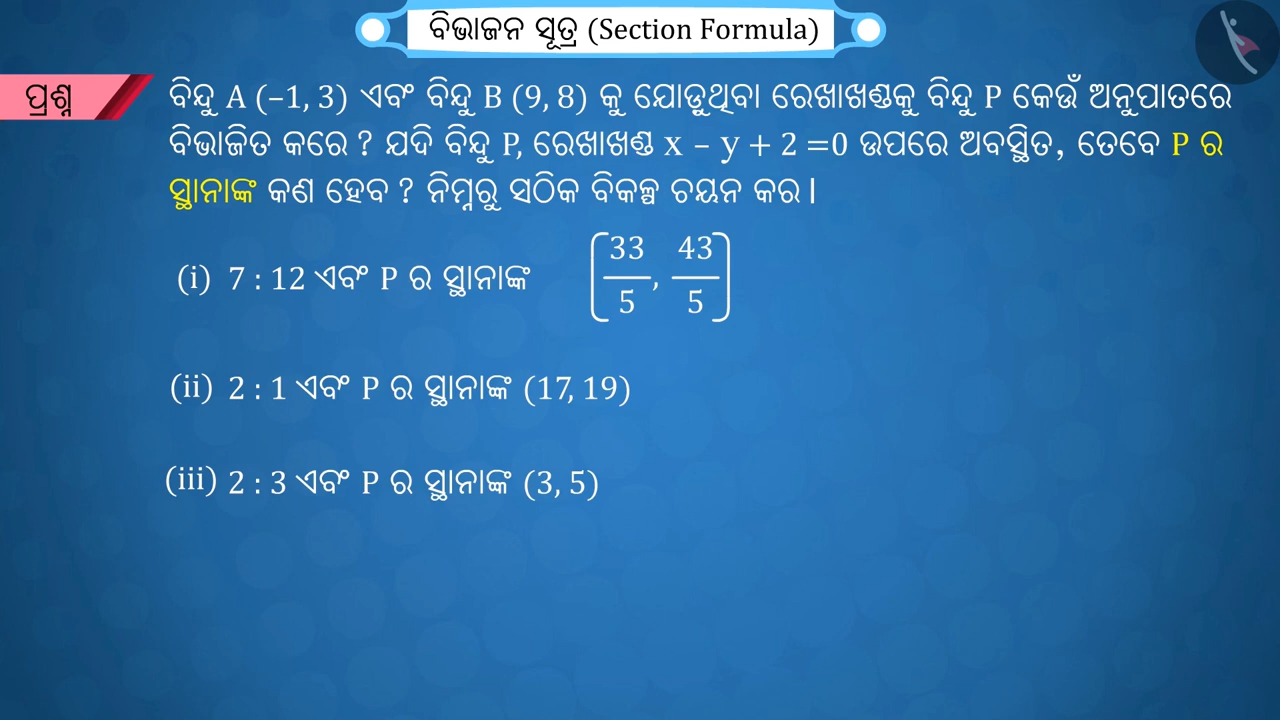 ବିଭାଜନ ସୂତ୍ର (Section Formula)
ପ୍ରଶ୍ନ
ବିନ୍ଦୁ A (–1, 3) ଏବଂ ବିନ୍ଦୁ B (9, 8) କୁ ଯୋଡୁଥିବା ରେଖାଖଣ୍ଡକୁ ବିନ୍ଦୁ P କେଉଁ ଅନୁପାତରେ
ବିଭାଜିତ କରେ ? ଯଦି ବିନ୍ଦୁ P, ରେଖାଖଣ୍ଡ x – y + 2 =0 ଉପରେ ଅବସ୍ଥିତ, ତେବେ P ର
ସ୍ଥାନାଙ୍କ କଣ ହେବ ? ନିମ୍ନରୁ ସଠିକ ବିକଳ୍ପ ଚୟନ କର।
(i) 7 : 12 ଏବଂ P ର ସ୍ଥାନାଙ୍କ [33/5, 43/5]
(ii) 2 : 1 ଏବଂ P ର ସ୍ଥାନାଙ୍କ (17, 19)
(iii) 2 : 3 ଏବଂ P ର ସ୍ଥାନାଙ୍କ (3, 5)